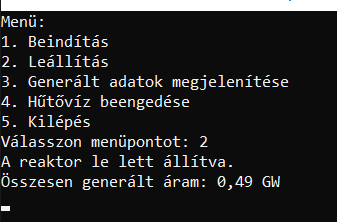 Menü:
1. Beindítás
2. Leállítás
3. Generált adatok megjelenítése
4. Hűtővíz beengedése
5. Kilépés
Válasszon menüpontot: 2
A reaktor le lett állítva.
Összesen generált áram: 0,49 GW